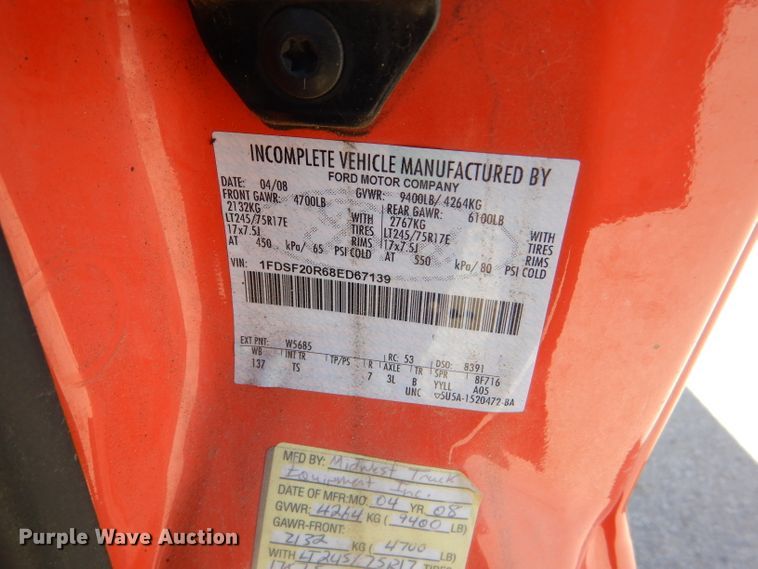 INCOMPLETE VEHICLE MANUFACTURED BY
FORD MOTOR COMPANY
DATE: 04/08 GVWR: 9400LB/ 4264KG
FRONT GAWR: 4700LB REAR GAWR: 6100LB
2132KG WITH 2767KG WITH
LT245/75R17E TIRES LT245/75R17E TIRES
17x7.5J RIMS 17x7.5J RIMS
AT 450 kPa/ 65 PSI COLD AT 550 kPa/ 80 PSI COLD
VIN: 1FDSF20R68ED67139
EXT PNT: W5685 RC: 53 DSO: 8391
WB INT TR TP/PS R AXLE TR SPR 8F716
137 TS 7 3L B YYLL A05
UNC ▽5U5A-1520472-BA
MFD BY: Midwest Truck
Equipment Inc.
DATE OF MFR: MO. 04 YR. 08
GVWR: 4264 KG ( 9400 LB)
GAWR-FRONT:
2132 KG ( 4700 LB)
WITH LT245/75R17 TIRES
Purple Wave Auction